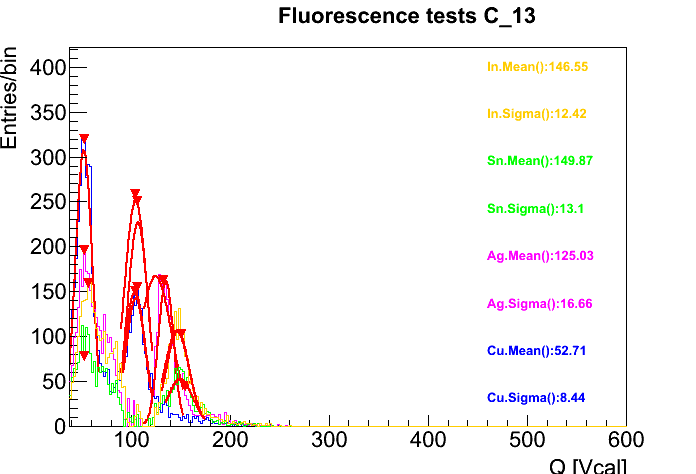 Fluorescence tests C_13
Entries/bin
400
350
300
250
200
150
100
50
0
In.Mean():146.55
In.Sigma():12.42
Sn.Mean():149.87
Sn.Sigma():13.1
Ag.Mean():125.03
Ag.Sigma():16.66
Cu.Mean():52.71
Cu.Sigma():8.44
100 200 300 400 500 600
Q [Vcal]